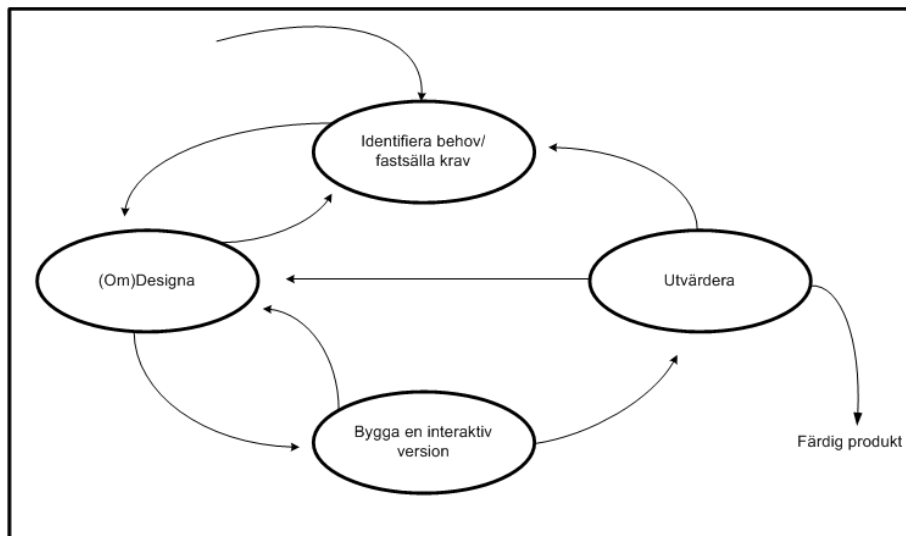 Identifiera behov/
fastsälla krav
(Om)Designa
Utvärdera
Bygga en interaktiv
version
Färdig produkt